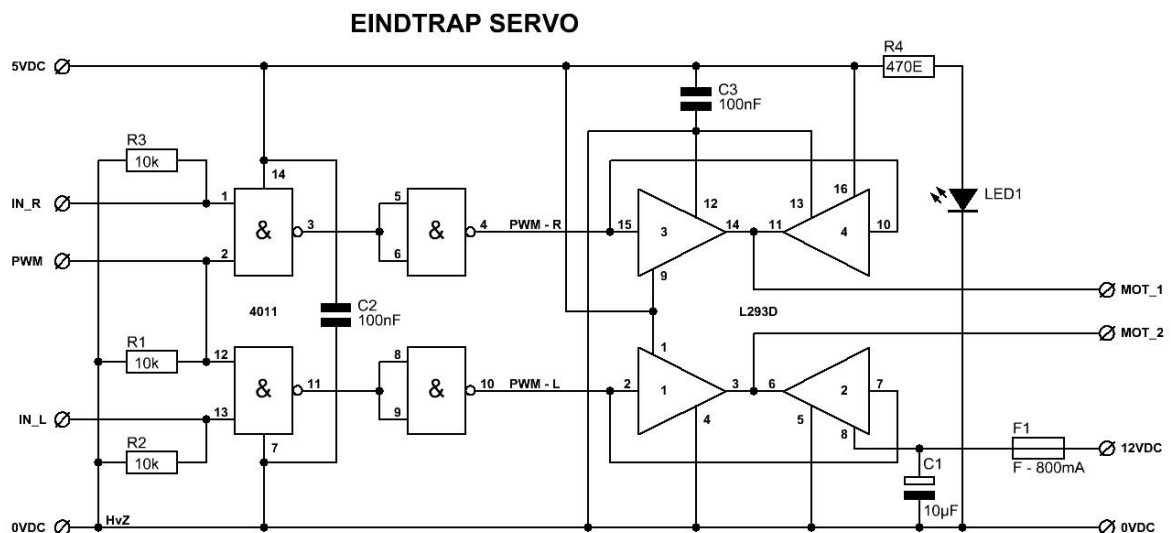 EINDTRAP SERVO
5VDC
R4
470E
C3
100nF
R3
10k
14
IN_R
1
&
3
5
&
4
PWM - R
6
15
3
12
14
9
13
16
11
4
10
LED1
PWM
2
MOT_1
4011
C2
100nF
L293D
MOT_2
R1
10k
12
&
11
8
&
10
PWM - L
9
1
2
1
3
4
6
2
7
5
8
IN_L
13
R2
10k
7
F1
F - 800mA
12VDC
C1
10µF
0VDC
HvZ
0VDC